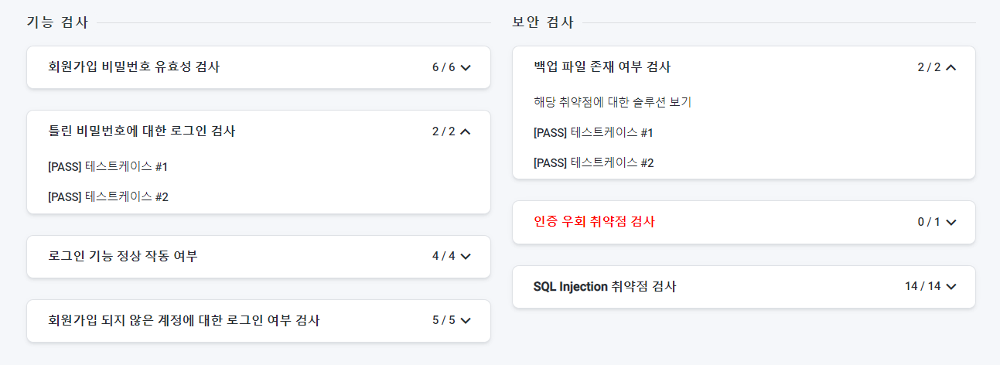 기능 검사
회원가입 비밀번호 유효성 검사 6 / 6
틀린 비밀번호에 대한 로그인 검사 2 / 2
[PASS] 테스트케이스 #1
[PASS] 테스트케이스 #2
로그인 기능 정상 작동 여부 4 / 4
회원가입 되지 않은 계정에 대한 로그인 여부 검사 5 / 5
보안 검사
백업 파일 존재 여부 검사 2 / 2
해당 취약점에 대한 솔루션 보기
[PASS] 테스트케이스 #1
[PASS] 테스트케이스 #2
인증 우회 취약점 검사 0 / 1
SQL Injection 취약점 검사 14 / 14